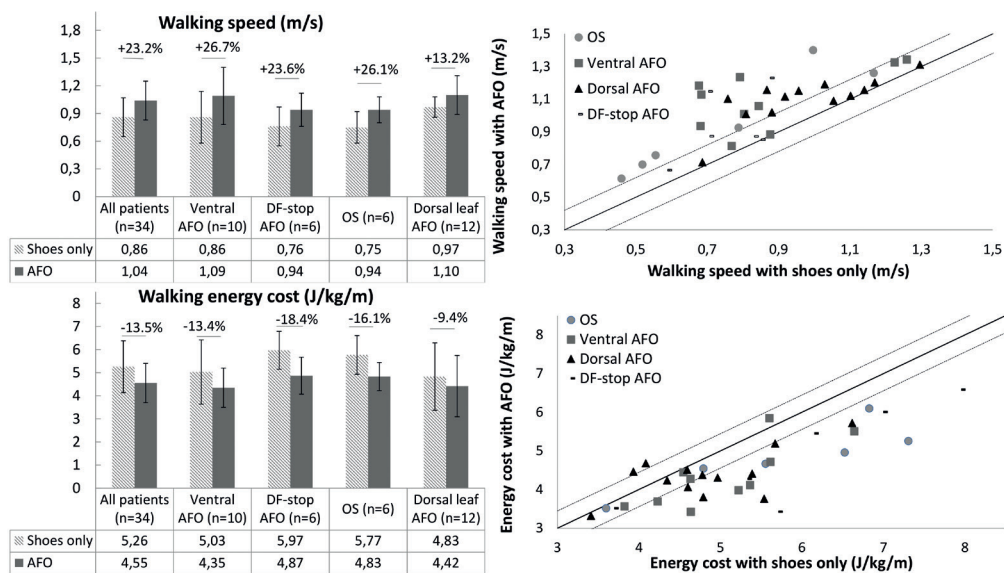 Walking speed (m/s)
1,8
1,5
1,2
0,9
0,6
0,3
0
+23.2%
+26.7%
+23.6%
+26.1%
+13.2%
All patients Ventral DF-stop OS (n=6) Dorsal leaf
(n=34) AFO (n=10) AFO (n=6) AFO (n=12)
Shoes only 0,86 0,86 0,76 0,75 0,97
AFO 1,04 1,09 0,94 0,94 1,10
Walking speed with AFO (m/s)
1,5
1,3
1,1
0,9
0,7
0,5
0,3
OS
Ventral AFO
Dorsal AFO
DF-stop AFO
0,3 0,5 0,7 0,9 1,1 1,3 1,5
Walking speed with shoes only (m/s)
Walking energy cost (J/kg/m)
8
7
6
5
4
3
2
1
0
-13.5%
-13.4%
-18.4%
-16.1%
-9.4%
All patients Ventral DF-stop OS (n=6) Dorsal leaf
(n=34) AFO (n=10) AFO (n=6) AFO (n=12)
Shoes only 5,26 5,03 5,97 5,77 4,83
AFO 4,55 4,35 4,87 4,83 4,42
Energy cost with AFO (J/kg/m)
8
7
6
5
4
3
OS
Ventral AFO
Dorsal AFO
DF-stop AFO
3 4 5 6 7 8
Energy cost with shoes only (J/kg/m)